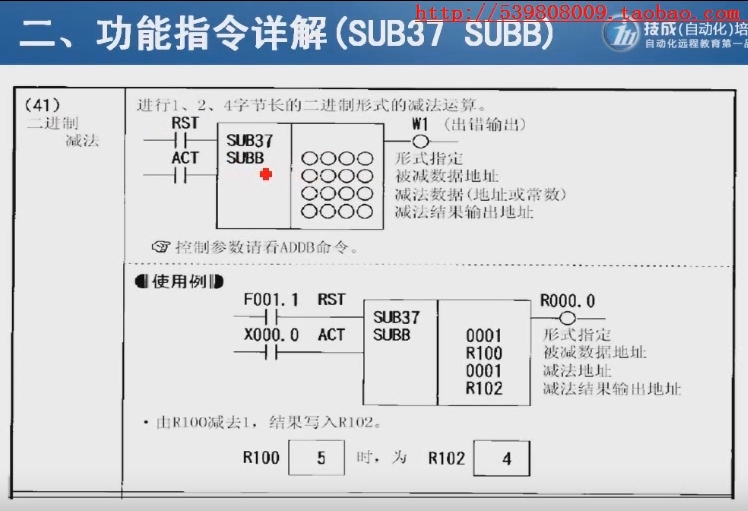 http://539808009.taobao.com/
二、功能指令详解(SUB37 SUBB)
技成(自动化)培
自动化远程教育第一品
(41)
二进制
减法
进行1、2、4字节长的二进制形式的减法运算。
RST
W1 (出错输出)
SUB37
ACT
SUBB
○○○○
形式指定
○○○○
被减数据地址
○○○○
减法数据(地址或常数)
○○○○
减法结果输出地址
☞控制参数请看ADDB命令。
使用例
F001.1 RST
R000.0
SUB37
X000.0 ACT
SUBB
0001
形式指定
R100
被减数据地址
0001
减法地址
R102
减法结果输出地址
·由R100减去1，结果写入R102。
R100 5 时，为 R102 4